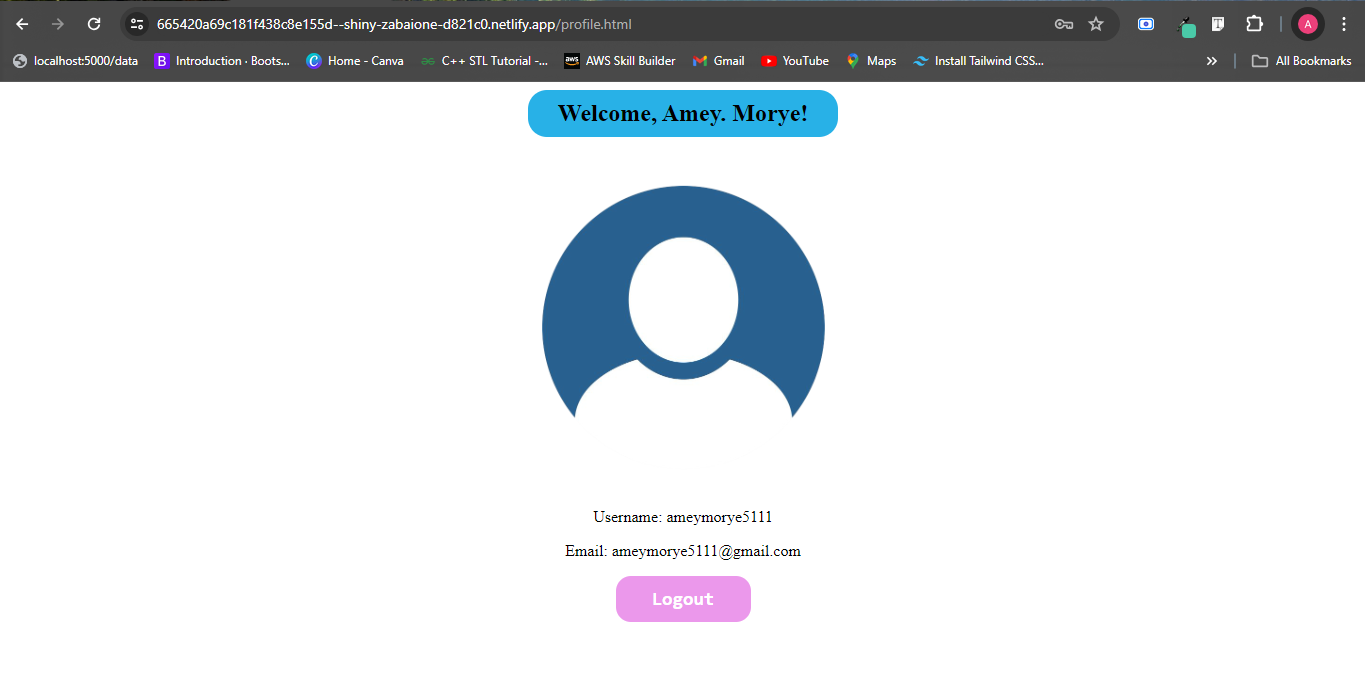 665420a69c181f438c8e155d--shiny-zabaione-d821c0.netlify.app/profile.html
A
localhost:5000/data B Introduction · Boots... C Home - Canva C++ STL Tutorial -... aws AWS Skill Builder Gmail YouTube Maps Install Tailwind CSS... » All Bookmarks
Welcome, Amey. Morye!
Username: ameymorye5111
Email: ameymorye5111@gmail.com
Logout